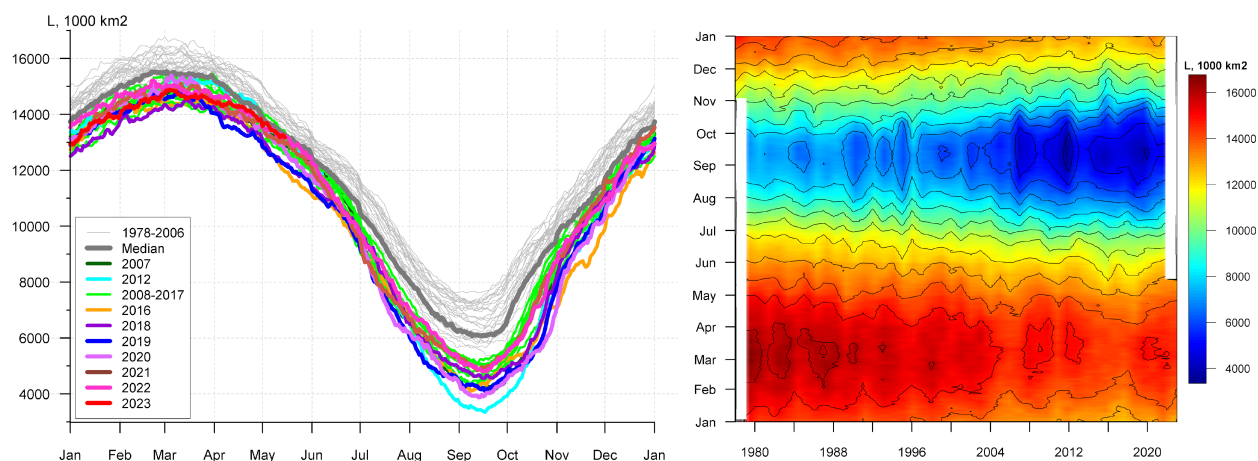 L, 1000 km2
16000
14000
12000
10000
8000
6000
4000
1978-2006
Median
2007
2012
2008-2017
2016
2018
2019
2020
2021
2022
2023
Jan Feb Mar Apr May Jun Jul Aug Sep Oct Nov Dec Jan
Jan
Dec
Nov
Oct
Sep
Aug
Jul
Jun
May
Apr
Mar
Feb
Jan
1980 1988 1996 2004 2012 2020
L, 1000 km2
16000
14000
12000
10000
8000
6000
4000